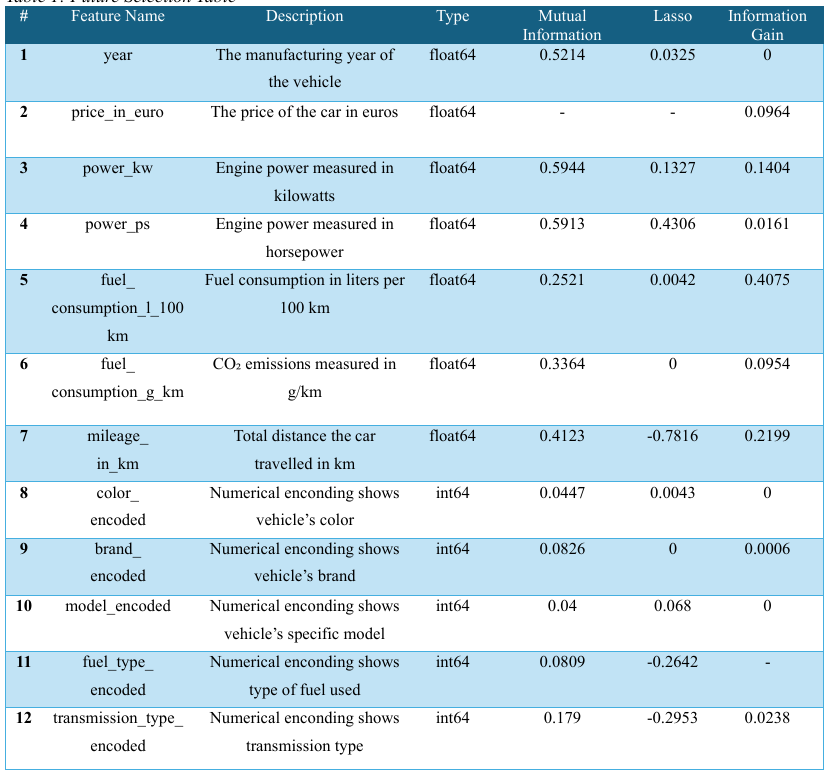 Table 1: Future Selection Table
# Feature Name Description Type Mutual Information Lasso Information Gain
1 year The manufacturing year of the vehicle float64 0.5214 0.0325 0
2 price_in_euro The price of the car in euros float64 - - 0.0964
3 power_kw Engine power measured in kilowatts float64 0.5944 0.1327 0.1404
4 power_ps Engine power measured in horsepower float64 0.5913 0.4306 0.0161
5 fuel_ consumption_l_100 km Fuel consumption in liters per 100 km float64 0.2521 0.0042 0.4075
6 fuel_ consumption_g_km CO₂ emissions measured in g/km float64 0.3364 0 0.0954
7 mileage_ in_km Total distance the car travelled in km float64 0.4123 -0.7816 0.2199
8 color_ encoded Numerical enconding shows vehicle's color int64 0.0447 0.0043 0
9 brand_ encoded Numerical enconding shows vehicle's brand int64 0.0826 0 0.0006
10 model_encoded Numerical enconding shows vehicle's specific model int64 0.04 0.068 0
11 fuel_type_ encoded Numerical enconding shows type of fuel used int64 0.0809 -0.2642 -
12 transmission_type_ encoded Numerical enconding shows transmission type int64 0.179 -0.2953 0.0238